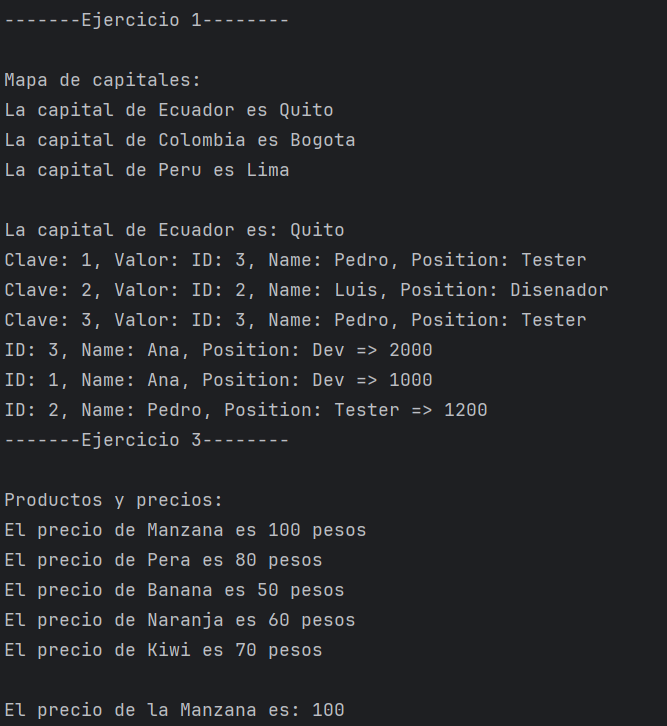 -------Ejercicio 1--------
Mapa de capitales:
La capital de Ecuador es Quito
La capital de Colombia es Bogota
La capital de Peru es Lima
La capital de Ecuador es: Quito
Clave: 1, Valor: ID: 3, Name: Pedro, Position: Tester
Clave: 2, Valor: ID: 2, Name: Luis, Position: Disenador
Clave: 3, Valor: ID: 3, Name: Pedro, Position: Tester
ID: 3, Name: Ana, Position: Dev => 2000
ID: 1, Name: Ana, Position: Dev => 1000
ID: 2, Name: Pedro, Position: Tester => 1200
-------Ejercicio 3--------
Productos y precios:
El precio de Manzana es 100 pesos
El precio de Pera es 80 pesos
El precio de Banana es 50 pesos
El precio de Naranja es 60 pesos
El precio de Kiwi es 70 pesos
El precio de la Manzana es: 100